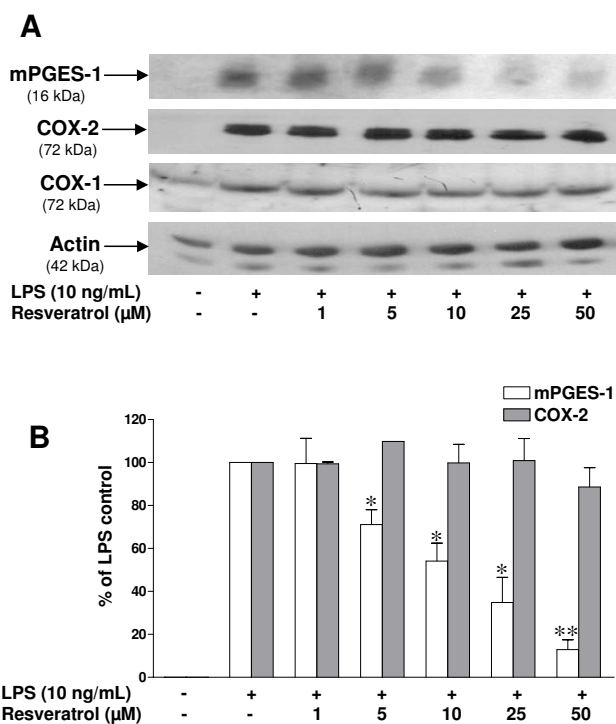 A
mPGES-1
(16 kDa)
COX-2
(72 kDa)
COX-1
(72 kDa)
Actin
(42 kDa)
LPS (10 ng/mL) - + + + + + +
Resveratrol (µM) - - 1 5 10 25 50
mPGES-1
COX-2
B
% of LPS control
120
100
80
60
40
20
0
* * * **
LPS (10 ng/mL) - + + + + + +
Resveratrol (µM) - - 1 5 10 25 50